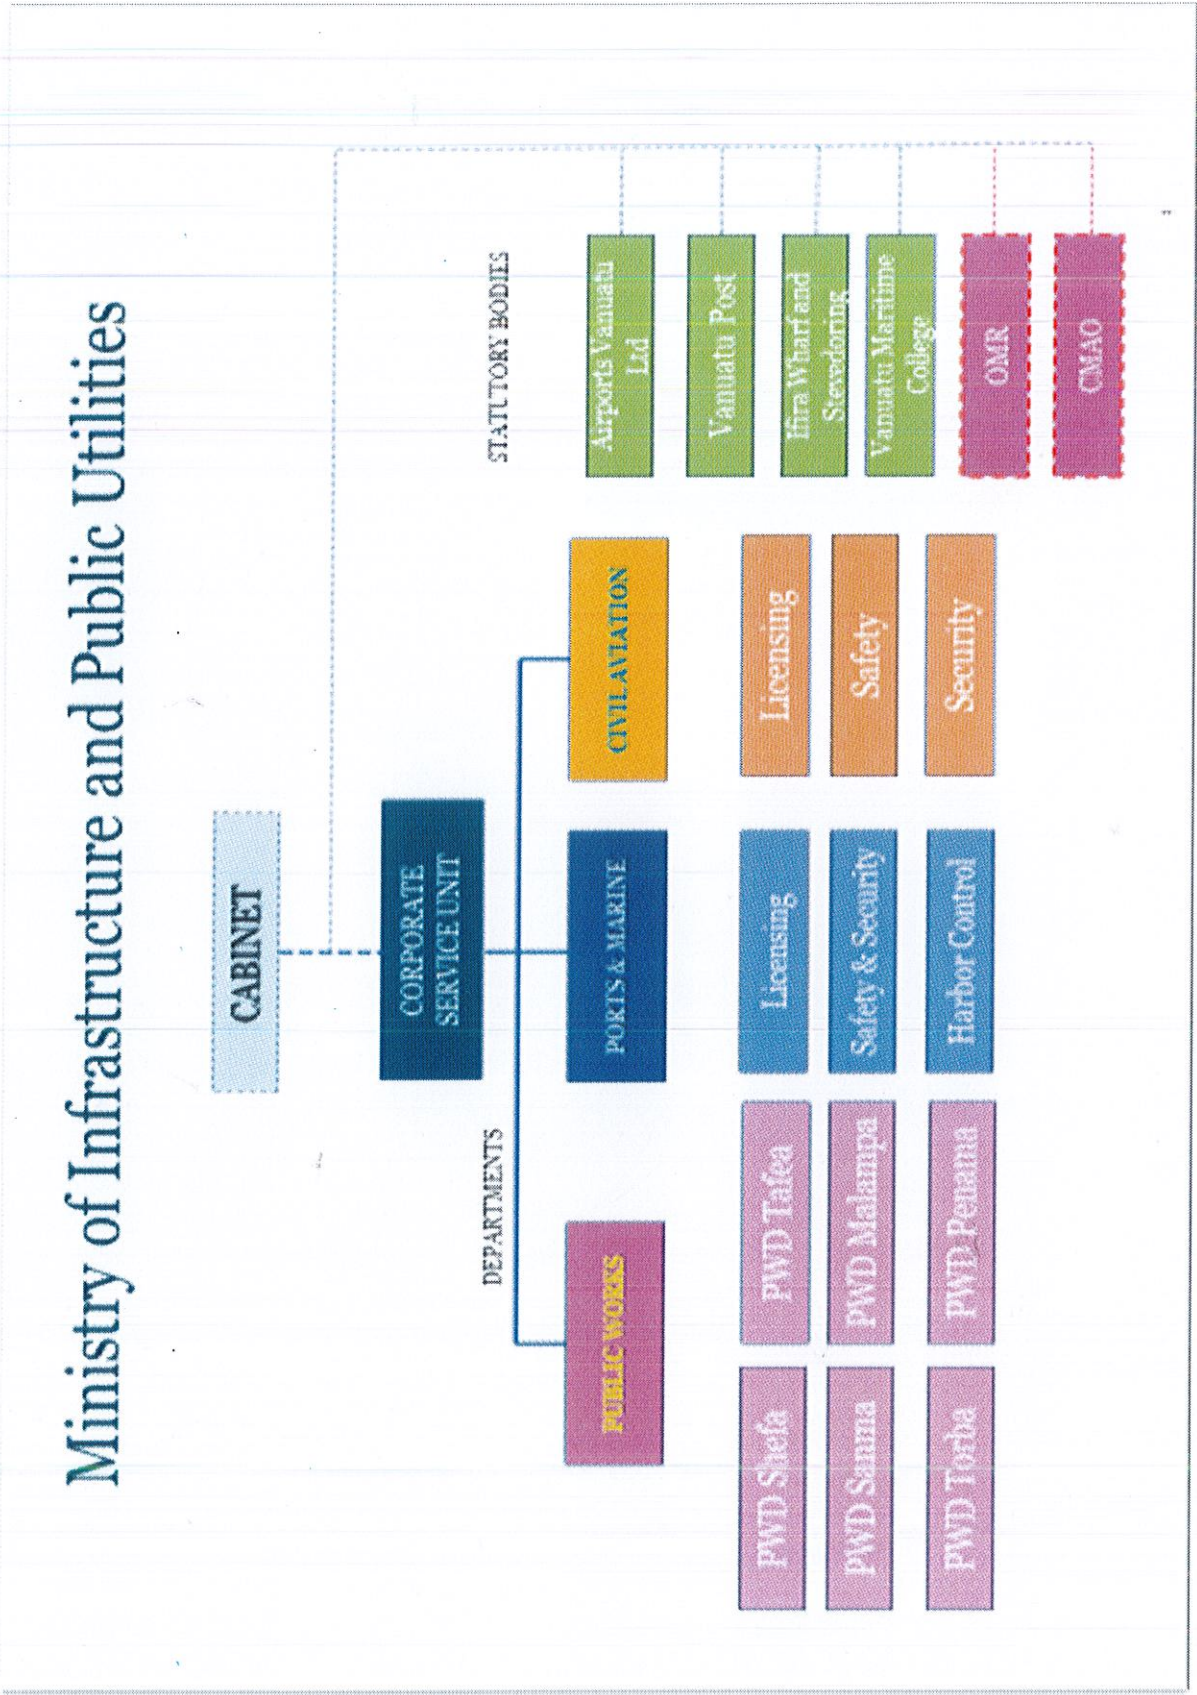 Ministry of Infrastructure and Public Utilities
CABINET
CORPORATE
SERVICE UNIT
DEPARTMENTS
STATUTORY BODIES
PUBLIC WORKS
PORTS & MARINE
CIVIL AVIATION
PWD Shefa
PWD Tafea
PWD Sanma
PWD Malampa
PWD Torba
PWD Penama
Licensing
Safety & Security
Harbor Control
Licensing
Safety
Security
Airports Vanuatu
Ltd
Vanuatu Post
Ifira Wharf and
Stevedoring
Vanuatu Maritime
College
OMR
CMAO